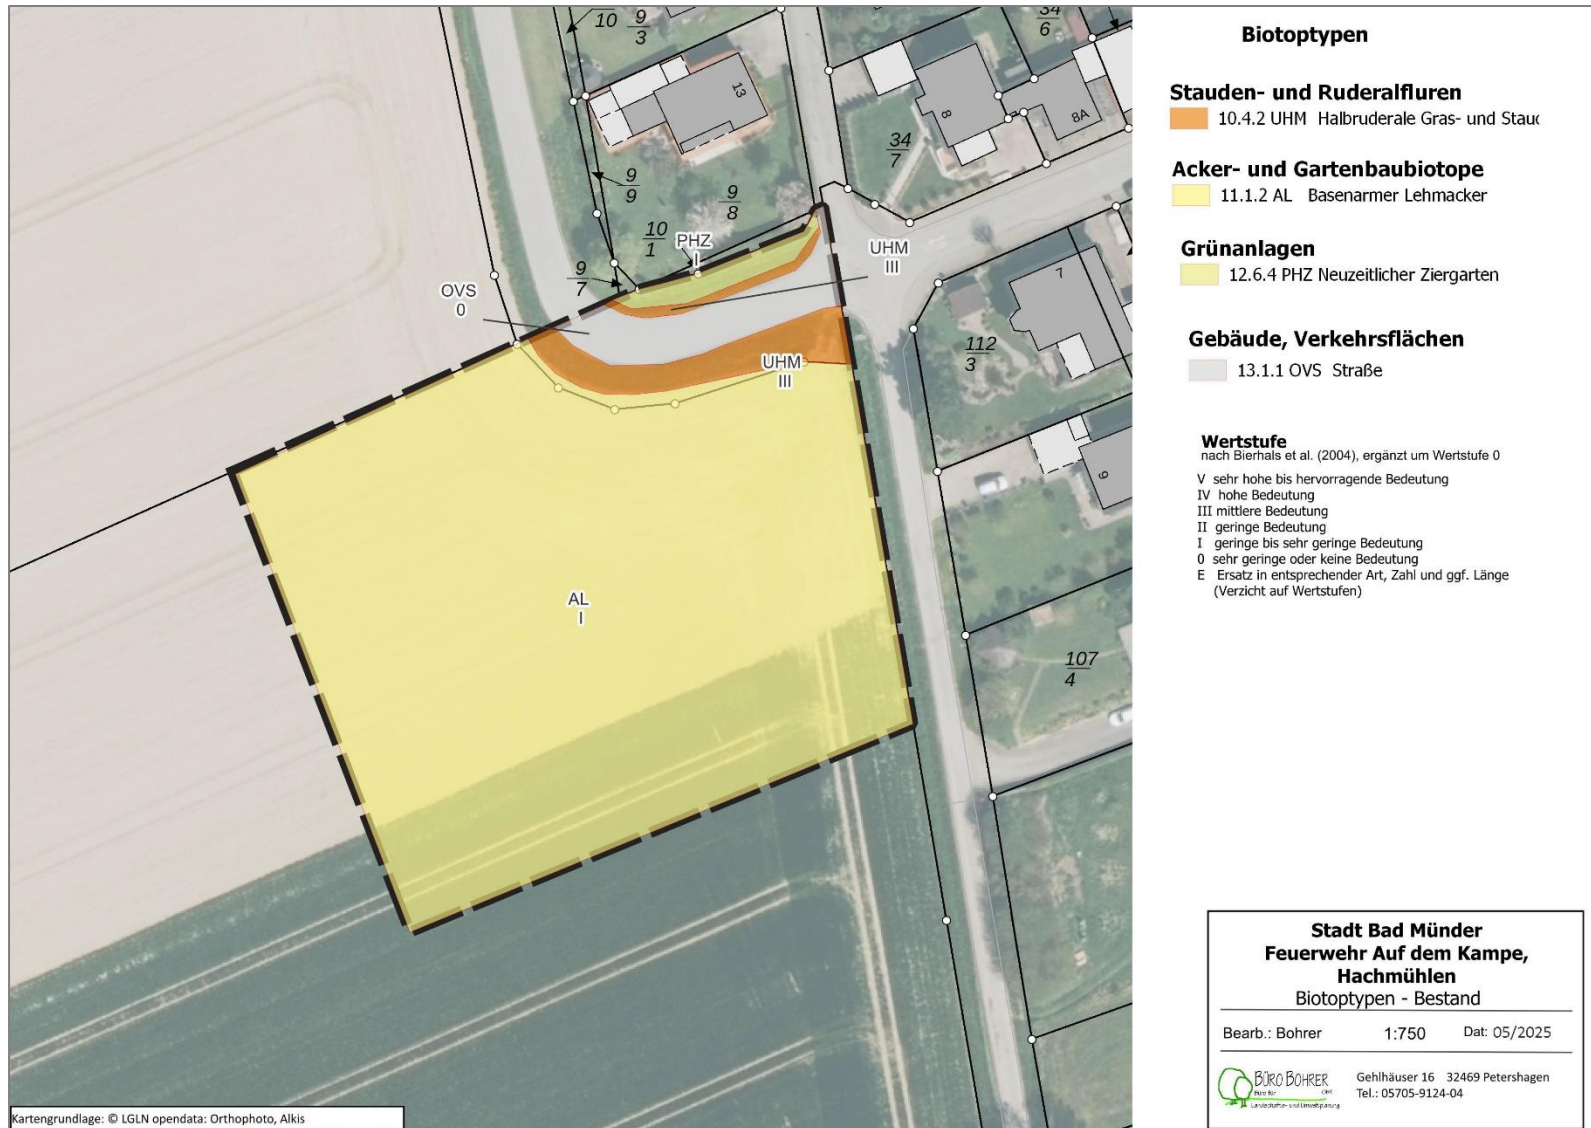 10
9
3
34
6
13
8
8A
34
7
9
9
9
8
10
1
PHZ
I
9
7
UHM
III
OVS
0
7
112
3
UHM
III
9
AL
I
107
4
Kartengrundlage: © LGLN opendata: Orthophoto, Alkis
Biotoptypen
Stauden- und Ruderalfluren
10.4.2 UHM Halbruderale Gras- und Stauc
Acker- und Gartenbaubiotope
11.1.2 AL Basenarmer Lehmacker
Grünanlagen
12.6.4 PHZ Neuzeitlicher Ziergarten
Gebäude, Verkehrsflächen
13.1.1 OVS Straße
Wertstufe
nach Bierhals et al. (2004), ergänzt um Wertstufe 0
V sehr hohe bis hervorragende Bedeutung
IV hohe Bedeutung
III mittlere Bedeutung
II geringe Bedeutung
I geringe bis sehr geringe Bedeutung
0 sehr geringe oder keine Bedeutung
E Ersatz in entsprechender Art, Zahl und ggf. Länge
(Verzicht auf Wertstufen)
Stadt Bad Münder
Feuerwehr Auf dem Kampe,
Hachmühlen
Biotoptypen - Bestand
Bearb.: Bohrer 1:750 Dat: 05/2025
BÜRO BOHRER
Büro für
Landschafts- und Umweltplanung
Gehlhäuser 16 32469 Petershagen
Tel.: 05705-9124-04